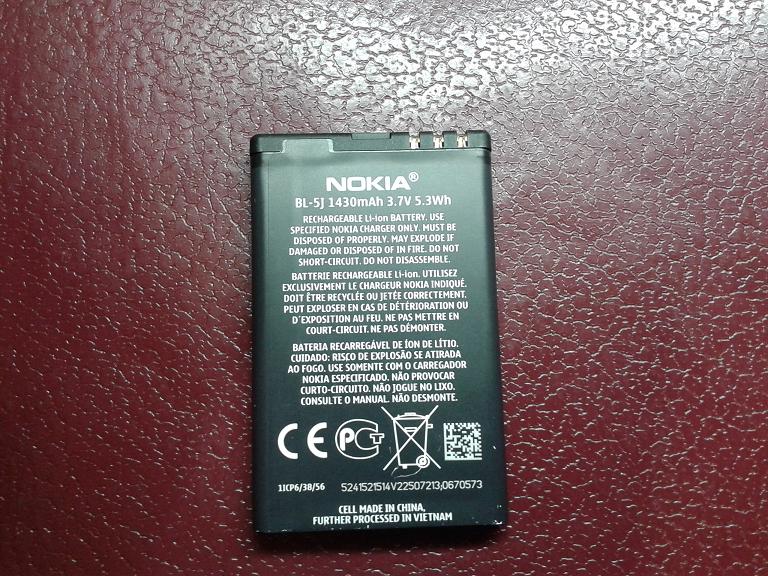 NOKIA®
BL-5J 1430mAh 3.7V 5.3Wh
RECHARGEABLE Li-ion BATTERY. USE
SPECIFIED NOKIA CHARGER ONLY. MUST BE
DISPOSED OF PROPERLY. MAY EXPLODE IF
DAMAGED OR DISPOSED OF IN FIRE. DO NOT
SHORT-CIRCUIT. DO NOT DISASSEMBLE.
BATTERIE RECHARGEABLE Li-ion. UTILISEZ
EXCLUSIVEMENT LE CHARGEUR NOKIA INDIQUÉ.
DOIT ÊTRE RECYCLÉE OU JETÉE CORRECTEMENT.
PEUT EXPLOSER EN CAS DE DÉTÉRIORATION OU
D'EXPOSITION AU FEU. NE PAS METTRE EN
COURT-CIRCUIT. NE PAS DÉMONTER.
BATERIA RECARREGÁVEL DE ÍON DE LÍTIO.
CUIDADO: RISCO DE EXPLOSÃO SE ATIRADA
AO FOGO. USE SOMENTE COM O CARREGADOR
NOKIA ESPECIFICADO. NÃO PROVOCAR
CURTO-CIRCUITO. NÃO JOGUE NO LIXO.
CONSULTE O MANUAL. NÃO DESMONTE.
CE PCT
1ICP6/38/56 5241521514V22507213,0670573
CELL MADE IN CHINA,
FURTHER PROCESSED IN VIETNAM